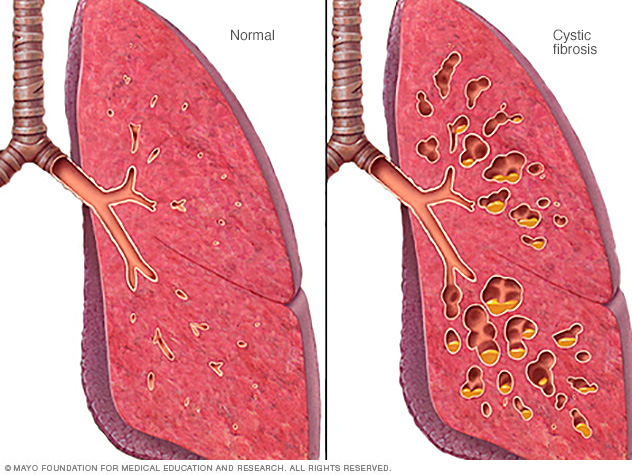 Normal
Cystic
fibrosis
© MAYO FOUNDATION FOR MEDICAL EDUCATION AND RESEARCH. ALL RIGHTS RESERVED.